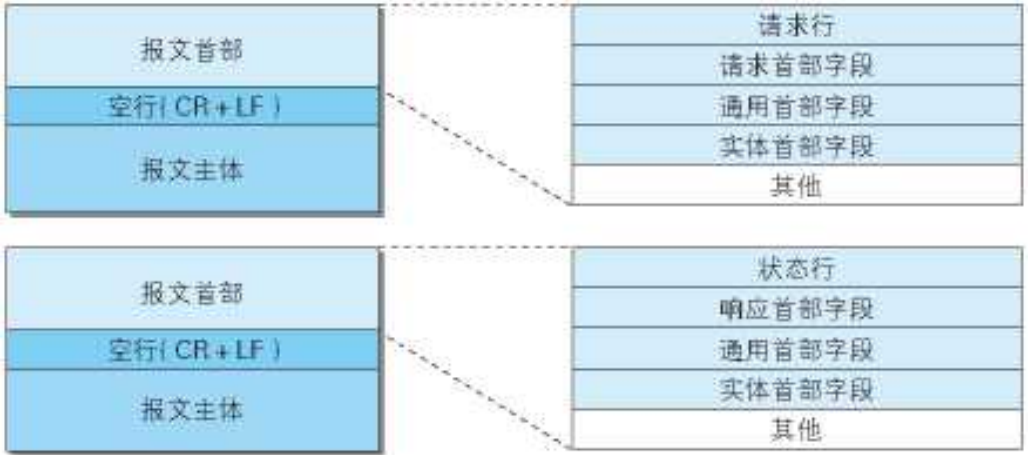 报文首部
空行(CR+LF)
报文主体
请求行
请求首部字段
通用首部字段
实体首部字段
其他
报文首部
空行(CR+LF)
报文主体
状态行
响应首部字段
通用首部字段
实体首部字段
其他